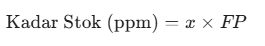 Kadar Stok (ppm) = x × FP